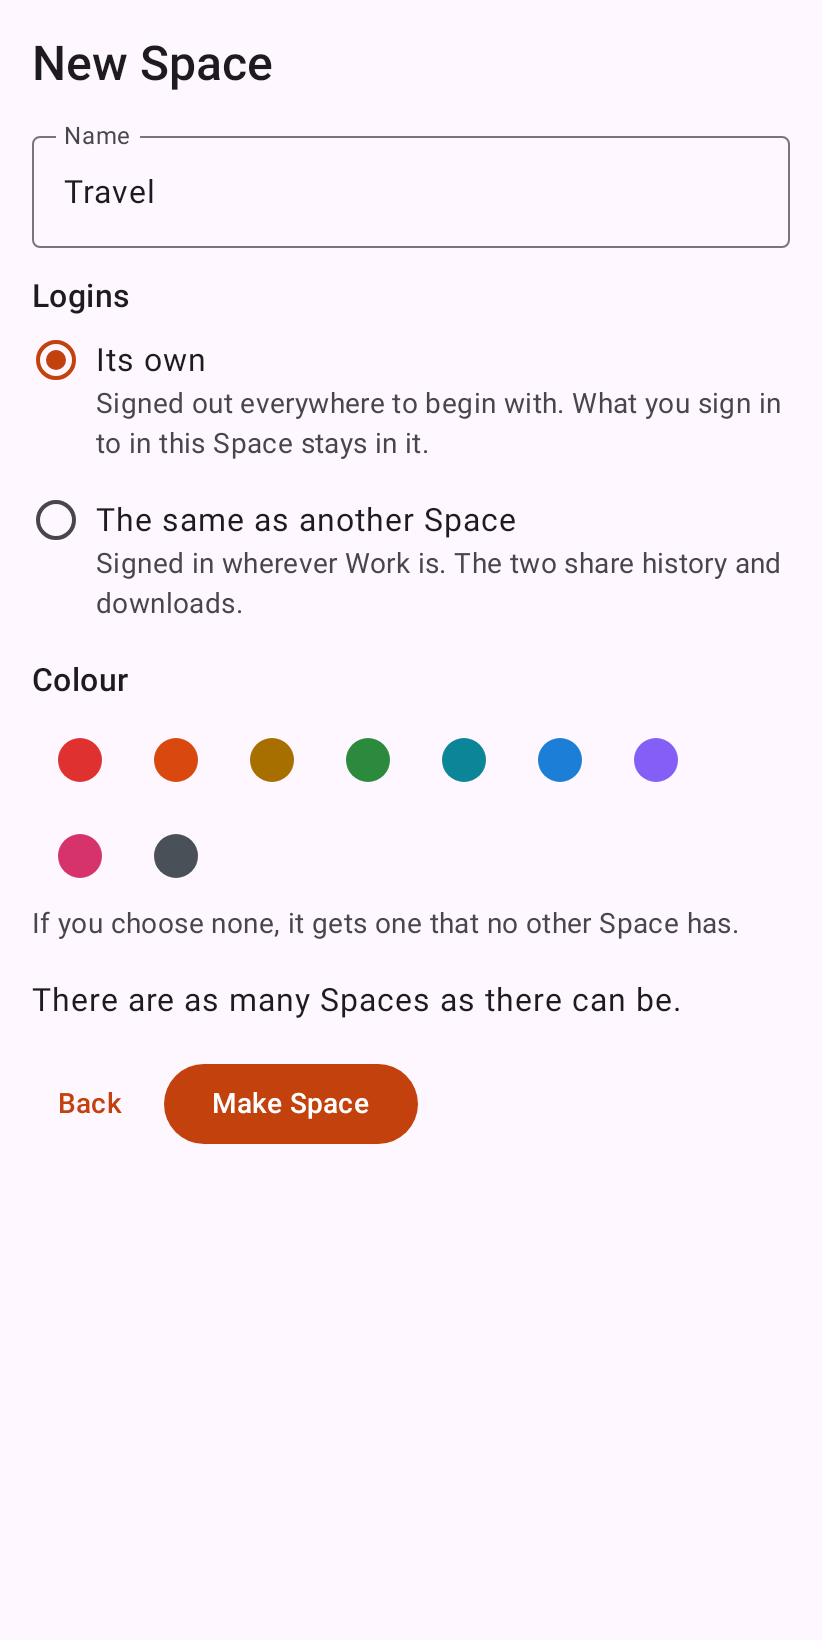 New Space
Name
Travel
Logins
Its own
Signed out everywhere to begin with. What you sign in
to in this Space stays in it.
The same as another Space
Signed in wherever Work is. The two share history and
downloads.
Colour
If you choose none, it gets one that no other Space has.
There are as many Spaces as there can be.
Back
Make Space